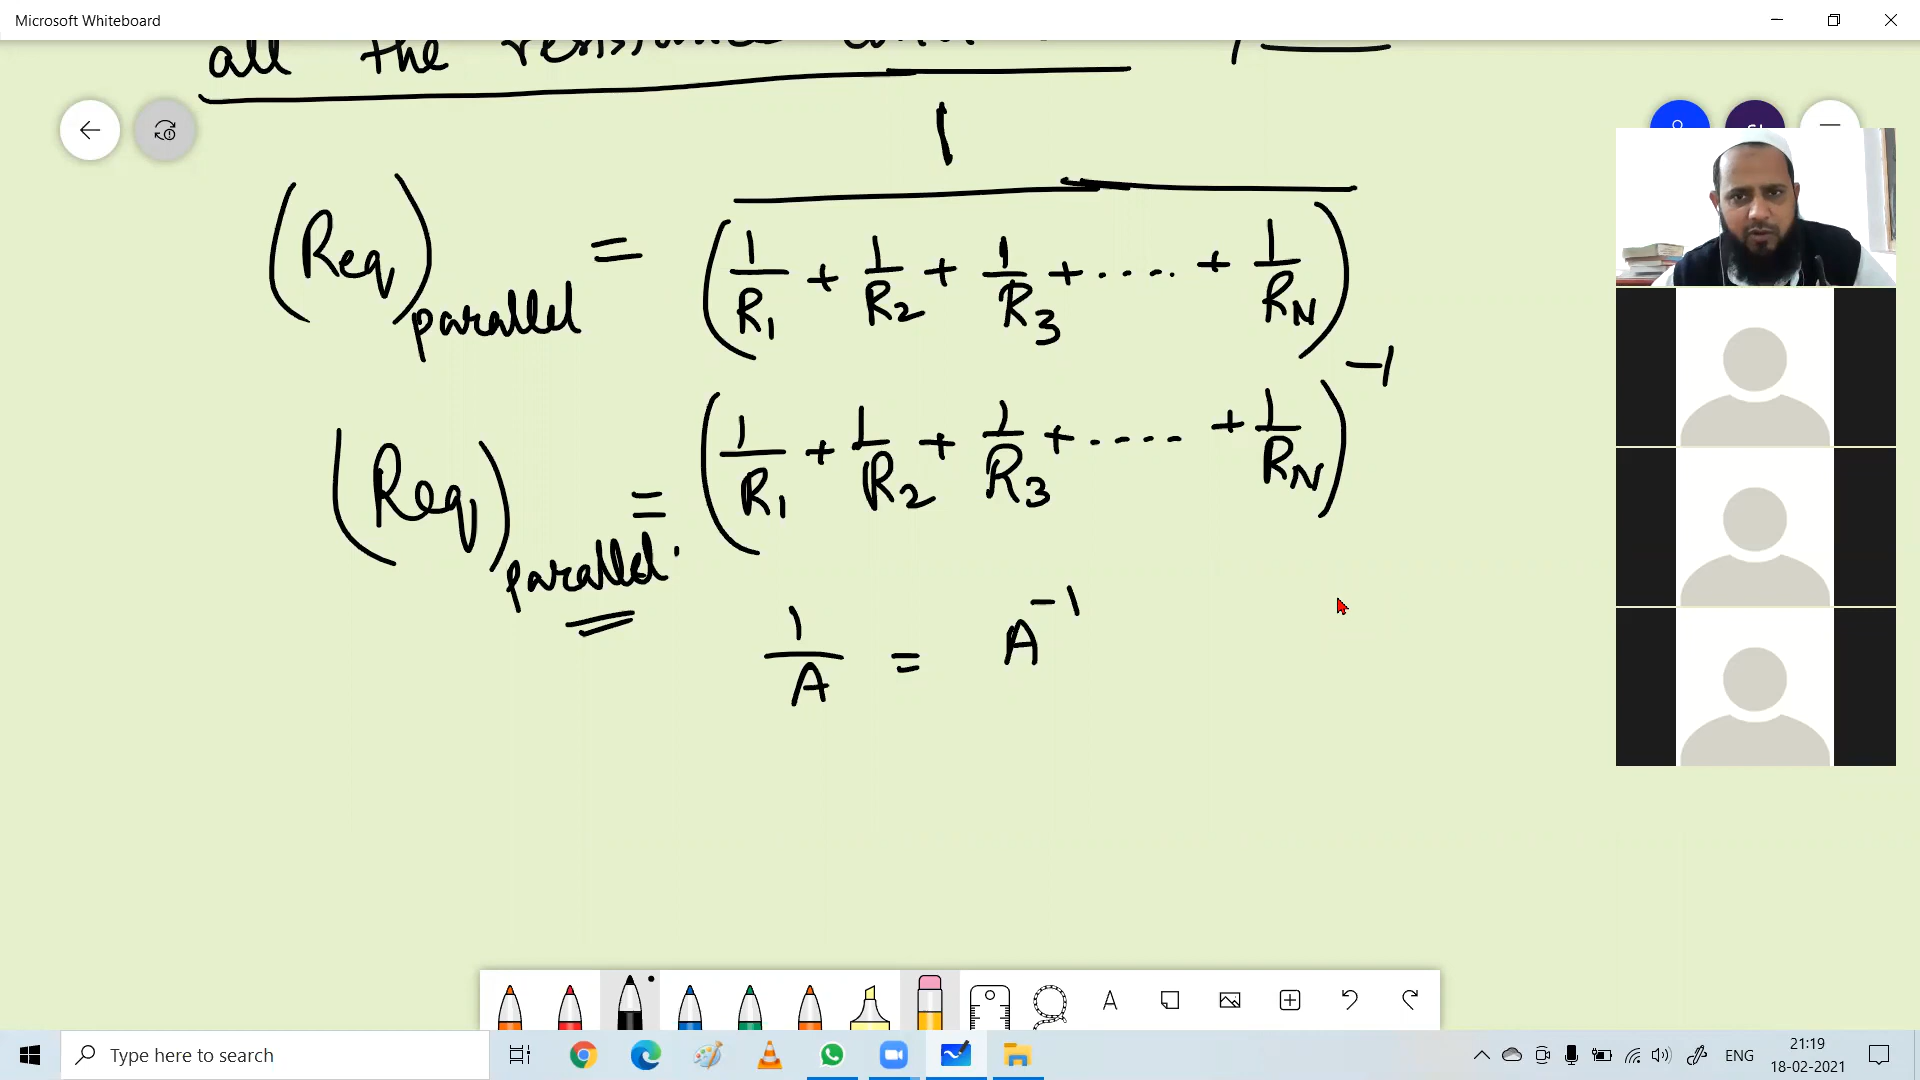 Microsoft Whiteboard
all the
1
(Req)parallel = (1/R1 + 1/R2 + 1/R3 + .... + 1/RN)
(Req)parallel. = (1/R1 + 1/R2 + 1/R3 + ..... + 1/RN)^-1
1/A = A^-1
A
Type here to search
ENG
21:19
18-02-2021